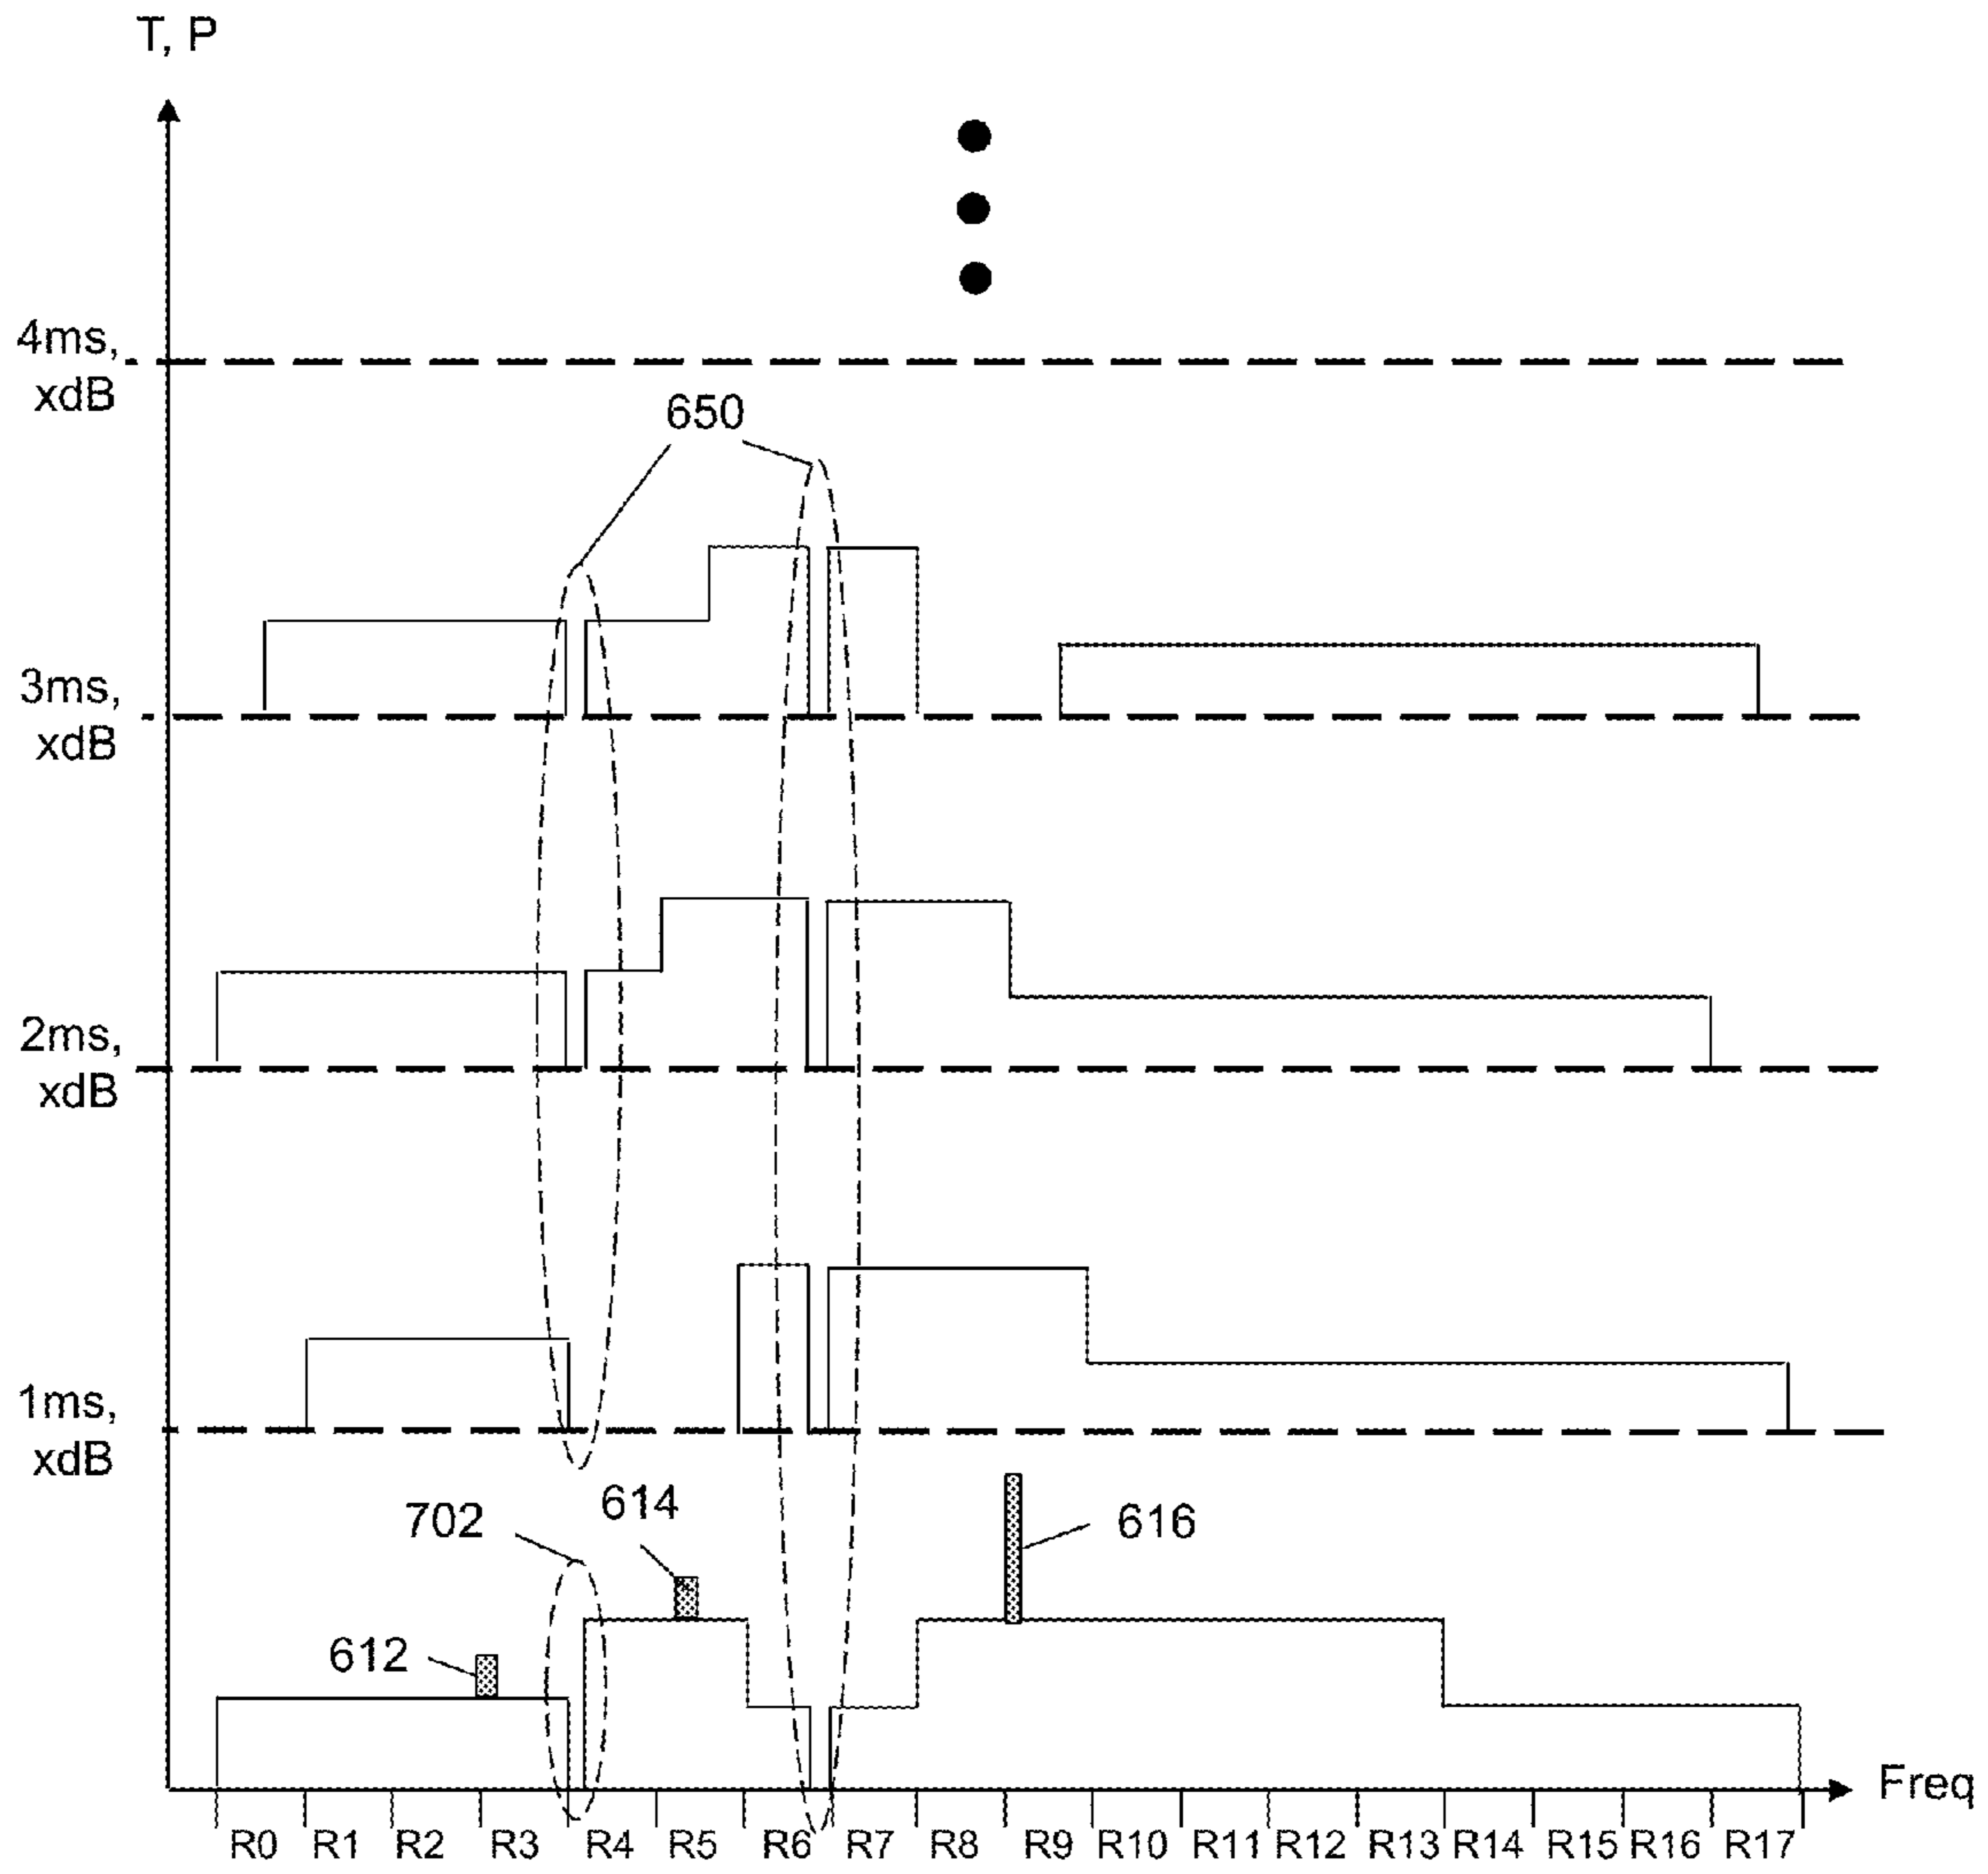 T, P
4ms,
xdB
650
3ms,
xdB
2ms,
xdB
1ms,
xdB
702
614
616
612
Freq
R0 R1 R2 R3 R4 R5 R6 R7 R8 R9 R10 R11 R12 R13 R14 R15 R16 R17